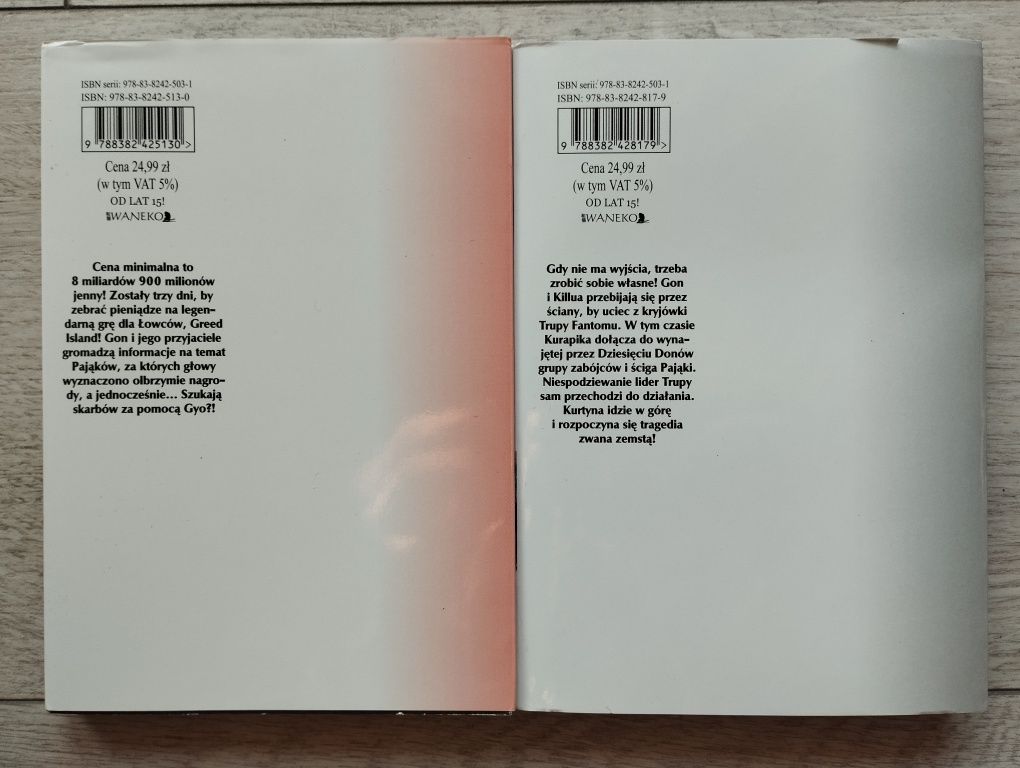 ISBN serii: 978-83-8242-503-1
ISBN: 978-83-8242-513-0
9 788382 425130>
Cena 24,99 zł
(w tym VAT 5%)
OD LAT 15!
WANEKO
Cena minimalna to
8 miliardów 900 milionów
jenny! Zostały trzy dni, by
zebrać pieniądze na legen-
darną grę dla Łowców, Greed
Island! Gon i jego przyjaciele
gromadzą informacje na temat
Pająków, za których głowy
wyznaczono olbrzymie nagro-
dy, a jednocześnie... Szukają
skarbów za pomocą Gyo?!
ISBN serii: 978-83-8242-503-1
ISBN: 978-83-8242-817-9
9 788382 428179>
Cena 24,99 zł
(w tym VAT 5%)
OD LAT 15!
WANEKO
Gdy nie ma wyjścia, trzeba
zrobić sobie własne! Gon
i Killua przebijają się przez
ściany, by uciec z kryjówki
Trupy Fantomu. W tym czasie
Kurapika dołącza do wyna-
jętej przez Dziesięciu Donów
grupy zabójców i ściga Pająki.
Niespodziewanie lider Trupy
sam przechodzi do działania.
Kurtyna idzie w górę
i rozpoczyna się tragedia
zwana zemstą!